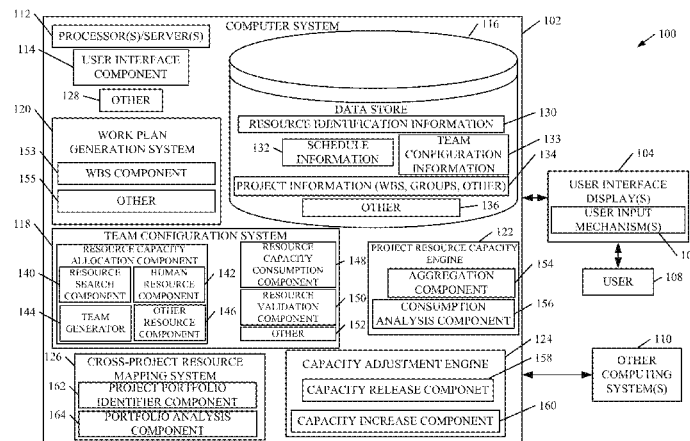 112
PROCESSOR(S)/SERVER(S)
114
USER INTERFACE
COMPONENT
128
OTHER
COMPUTER SYSTEM
116
102
100
DATA STORE
RESOURCE IDENTIFICATION INFORMATION
130
132
SCHEDULE
INFORMATION
TEAM
CONFIGURATION
INFORMATION
133
134
PROJECT INFORMATION (WBS, GROUPS, OTHER)
OTHER
136
120
WORK PLAN
GENERATION SYSTEM
153
WBS COMPONENT
155
OTHER
104
USER INTERFACE
DISPLAY(S)
USER INPUT
MECHANISM(S)
10
USER
108
118
TEAM CONFIGURATION SYSTEM
RESOURCE CAPACITY
ALLOCATION COMPONENT
140
RESOURCE
SEARCH
COMPONENT
HUMAN
RESOURCE
COMPONENT
142
144
TEAM
GENERATOR
OTHER
RESOURCE
COMPONENT
146
RESOURCE
CAPACITY
CONSUMPTION
COMPONENT
148
RESOURCE
VALIDATION
COMPONENT
150
OTHER
152
122
PROJECT RESOURCE CAPACITY
ENGINE
AGGREGATION
COMPONENT
154
CONSUMPTION
ANALYSIS COMPONENT
156
126
CROSS-PROJECT RESOURCE
MAPPING SYSTEM
162
PROJECT PORTFOLIO
IDENTIFIER COMPONENT
164
PORTFOLIO ANALYSIS
COMPONENT
124
CAPACITY ADJUSTMENT ENGINE
158
CAPACITY RELEASE COMPONET
CAPACITY INCREASE COMPONENT
160
110
OTHER
COMPUTING
SYSTEM(S)